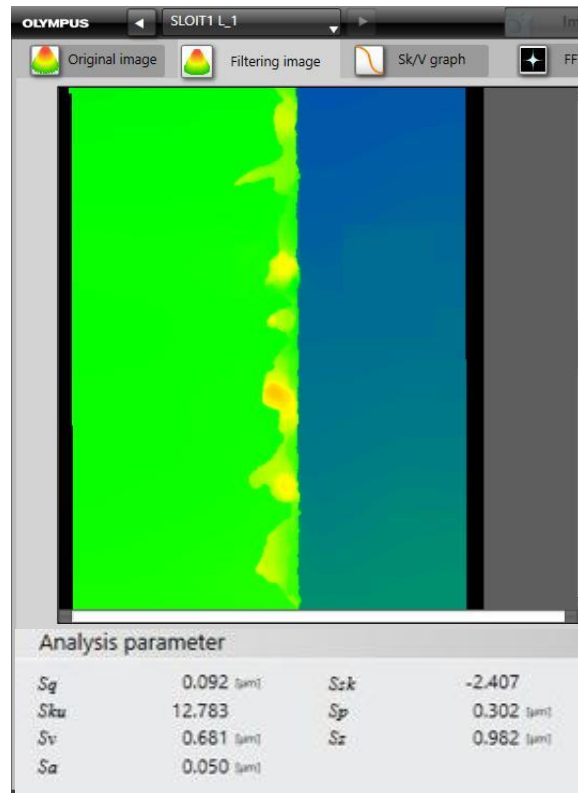 OLYMPUS SLOIT1 L_1
Original image Filtering image Sk/V graph FF
Analysis parameter
Sq 0.092 [µm] Ssk -2.407
Sku 12.783 Sp 0.302 [µm]
Sv 0.681 [µm] Sz 0.982 [µm]
Sa 0.050 [µm]